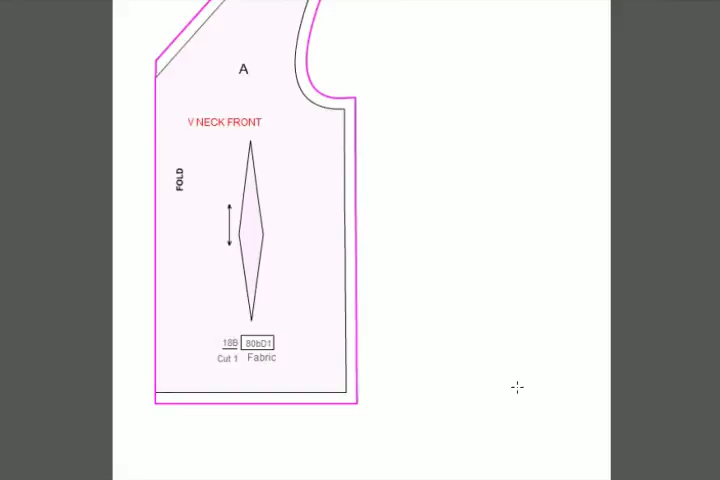 A
V NECK FRONT
FOLD
18B 80bD1
Cut 1 Fabric